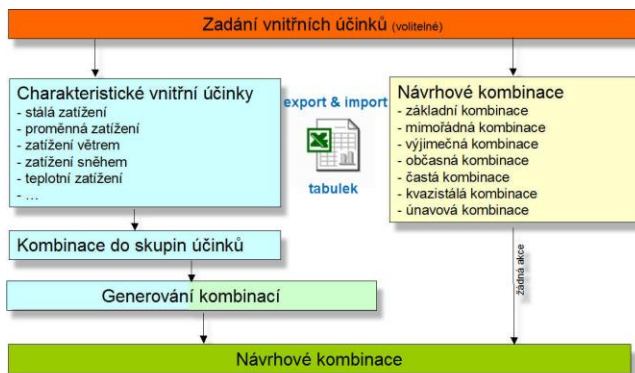 Zadání vnitřních účinků (volitelné)
Charakteristické vnitřní účinky
- stálá zatížení
- proměnná zatížení
- zatížení větrem
- zatížení sněhem
- teplotní zatížení
- ...
export & import
tabulek
Návrhové kombinace
- základní kombinace
- mimořádná kombinace
- výjimečná kombinace
- občasná kombinace
- častá kombinace
- kvazistálá kombinace
- únavová kombinace
Kombinace do skupin účinků
Generování kombinací
žádná akce
Návrhové kombinace